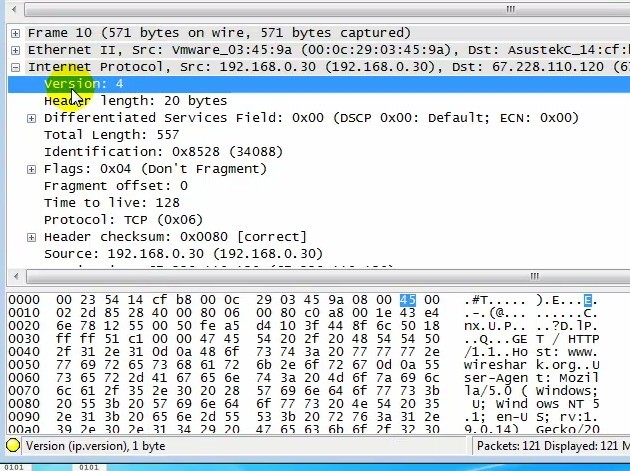 Frame 10 (571 bytes on wire, 571 bytes captured)
Ethernet II, Src: Vmware_03:45:9a (00:0c:29:03:45:9a), Dst: AsustekC_14:cf:
Internet Protocol, Src: 192.168.0.30 (192.168.0.30), Dst: 67.228.110.120 (6
Version: 4
Header length: 20 bytes
Differentiated Services Field: 0x00 (DSCP 0x00: Default; ECN: 0x00)
Total Length: 557
Identification: 0x8528 (34088)
Flags: 0x04 (Don't Fragment)
Fragment offset: 0
Time to live: 128
Protocol: TCP (0x06)
Header checksum: 0x0080 [correct]
Source: 192.168.0.30 (192.168.0.30)
0000 00 23 54 14 cf b8 00 0c 29 03 45 9a 08 00 45 00 .#T..... ).E...E.
0010 02 2d 85 28 40 00 80 06 00 80 c0 a8 00 1e 43 e4 .-.(@...
0020 6e 78 12 55 00 50 fe a5 d4 10 3f 44 8f 6c 50 18 nx.U.P.. ..?D.lP.
0030 ff ff 51 c1 00 00 47 45 54 20 2f 20 48 54 54 50 ..Q...GE T / HTTP
0040 2f 31 2e 31 0d 0a 48 6f 73 74 3a 20 77 77 77 2e /1.1..Ho st: www.
0050 77 69 72 65 73 68 61 72 6b 2e 6f 72 67 0d 0a 55 wireshar k.org..U
0060 73 65 72 2d 41 67 65 6e 74 3a 20 4d 6f 7a 69 6c ser-Agen t: Mozil
0070 6c 61 2f 35 2e 30 20 28 57 69 6e 64 6f 77 73 3b la/5.0 ( Windows;
0080 20 55 3b 20 57 69 6e 64 6f 77 73 20 4e 54 20 35 U; Wind ows NT 5
0090 2e 31 3b 20 65 6e 2d 55 53 3b 20 72 76 3a 31 2e .1; en-U S; rv:1.
00a0 39 2e 30 2e 31 34 29 20 47 65 63 6b 6f 2f 32 30 9.0.14) Gecko/20
Version (ip.version), 1 byte
Packets: 121 Displayed: 121 M
0101 0101